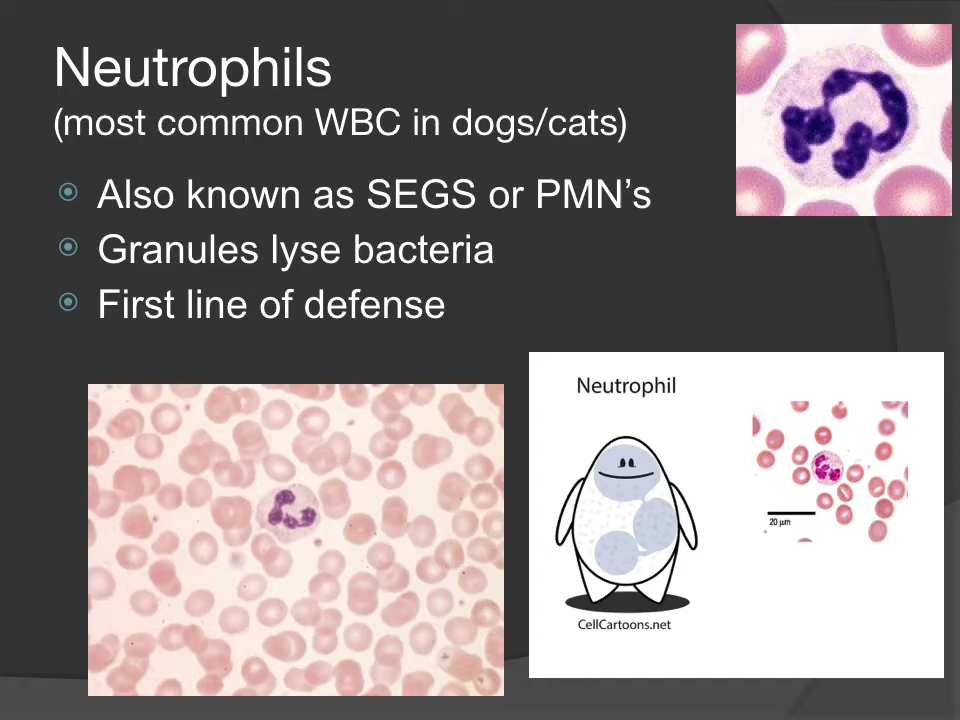 Neutrophils
(most common WBC in dogs/cats)
Also known as SEGS or PMN’s
Granules lyse bacteria
First line of defense
Neutrophil
20 µm
CellCartoons.net